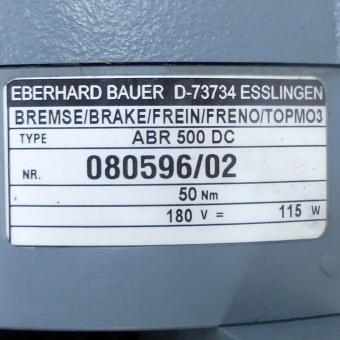 EBERHARD BAUER D-73734 ESSLINGEN
BREMSE/BRAKE/FREIN/FRENO/TOPMO3
TYPE ABR 500 DC
NR. 080596/02
50 Nm
180 V = 115 W